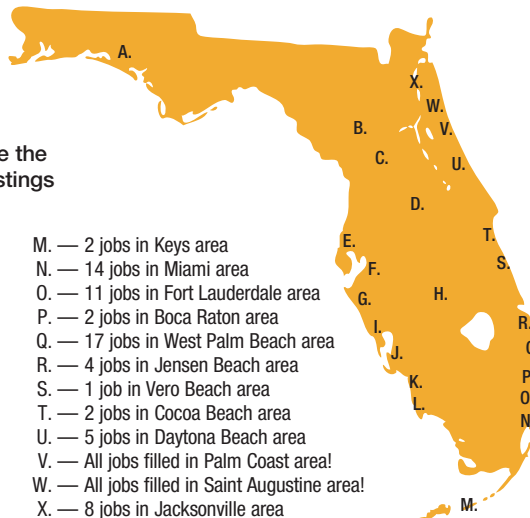 A.
X.
W.
B.
V.
C.
U.
e the
stings
D.
T.
E.
S.
F.
H.
G.
R.
I.
J.
P
K.
O
L.
N
M.
M. — 2 jobs in Keys area
N. — 14 jobs in Miami area
O. — 11 jobs in Fort Lauderdale area
P. — 2 jobs in Boca Raton area
Q. — 17 jobs in West Palm Beach area
R. — 4 jobs in Jensen Beach area
S. — 1 job in Vero Beach area
T. — 2 jobs in Cocoa Beach area
U. — 5 jobs in Daytona Beach area
V. — All jobs filled in Palm Coast area!
W. — All jobs filled in Saint Augustine area!
X. — 8 jobs in Jacksonville area